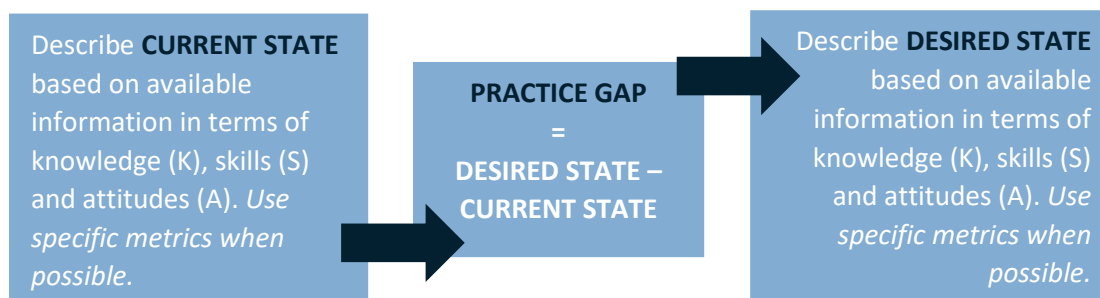 Describe CURRENT STATE
based on available
information in terms of
knowledge (K), skills (S)
and attitudes (A). Use
specific metrics when
possible.
PRACTICE GAP
=
DESIRED STATE –
CURRENT STATE
Describe DESIRED STATE
based on available
information in terms of
knowledge (K), skills (S)
and attitudes (A). Use
specific metrics when
possible.